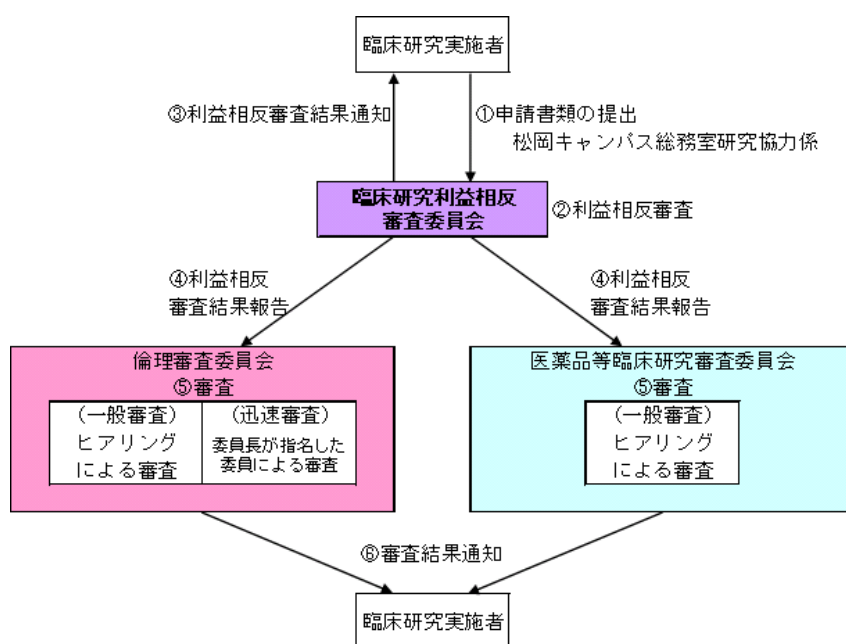 臨床研究実施者
③利益相反審査結果通知
①申請書類の提出
松岡キャンパス総務室研究協力係
臨床研究利益相反
審査委員会
②利益相反審査
④利益相反
審査結果報告
④利益相反
審査結果報告
倫理審査委員会
⑤審査
(一般審査)
ヒアリング
による審査
(迅速審査)
委員長が指名した
委員による審査
医薬品等臨床研究審査委員会
⑤審査
(一般審査)
ヒアリング
による審査
⑥審査結果通知
臨床研究実施者